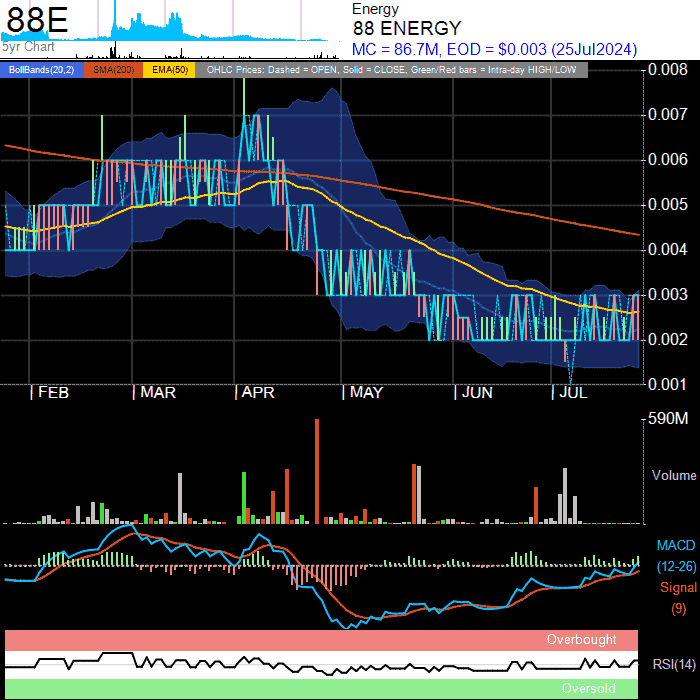 88E
5yr Chart
Energy
88 ENERGY
MC = 86.7M, EOD = $0.003 (25Jul2024)
BollBands(20,2) SMA(200) EMA(50) OHLC Prices: Dashed = OPEN, Solid = CLOSE, Green/Red bars = Intra-day HIGH/LOW
0.008
0.007
0.006
0.005
0.004
0.003
0.002
0.001
| FEB | MAR | APR | MAY | JUN | JUL
590M
Volume
MACD
(12-26)
Signal
(9)
Overbought
RSI(14)
Oversold